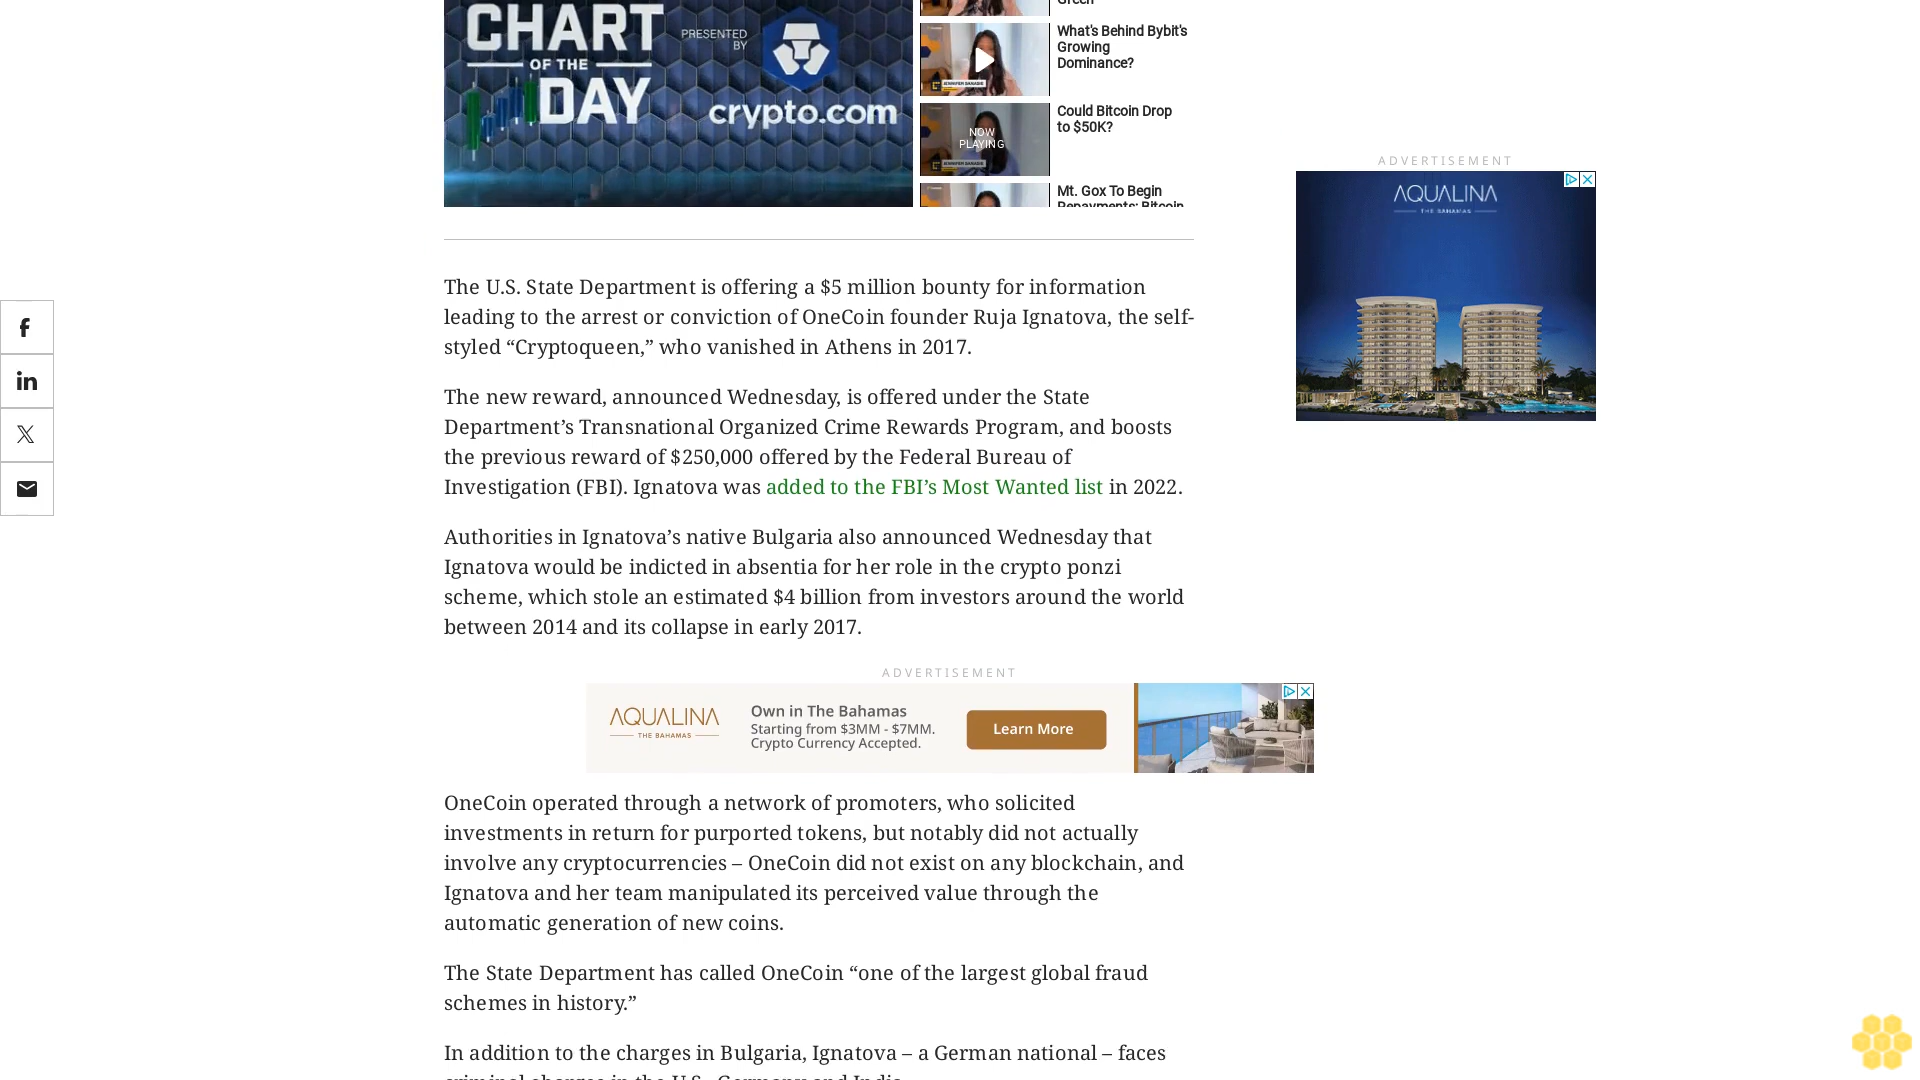 Green
CHART
OF THE
DAY
PRESENTED
BY
crypto.com
What's Behind Bybit's
Growing
Dominance?
NOW
PLAYING
Could Bitcoin Drop
to $50K?
Mt. Gox To Begin
Repayments: Bitcoin
ADVERTISEMENT
AQUALINA
THE BAHAMAS
The U.S. State Department is offering a $5 million bounty for information
leading to the arrest or conviction of OneCoin founder Ruja Ignatova, the self-
styled “Cryptoqueen,” who vanished in Athens in 2017.
The new reward, announced Wednesday, is offered under the State
Department’s Transnational Organized Crime Rewards Program, and boosts
the previous reward of $250,000 offered by the Federal Bureau of
Investigation (FBI). Ignatova was added to the FBI’s Most Wanted list in 2022.
Authorities in Ignatova’s native Bulgaria also announced Wednesday that
Ignatova would be indicted in absentia for her role in the crypto ponzi
scheme, which stole an estimated $4 billion from investors around the world
between 2014 and its collapse in early 2017.
ADVERTISEMENT
AQUALINA
THE BAHAMAS
Own in The Bahamas
Starting from $3MM - $7MM.
Crypto Currency Accepted.
Learn More
OneCoin operated through a network of promoters, who solicited
investments in return for purported tokens, but notably did not actually
involve any cryptocurrencies – OneCoin did not exist on any blockchain, and
Ignatova and her team manipulated its perceived value through the
automatic generation of new coins.
The State Department has called OneCoin “one of the largest global fraud
schemes in history.”
In addition to the charges in Bulgaria, Ignatova – a German national – faces
criminal charges in the U.S., Germany and India.